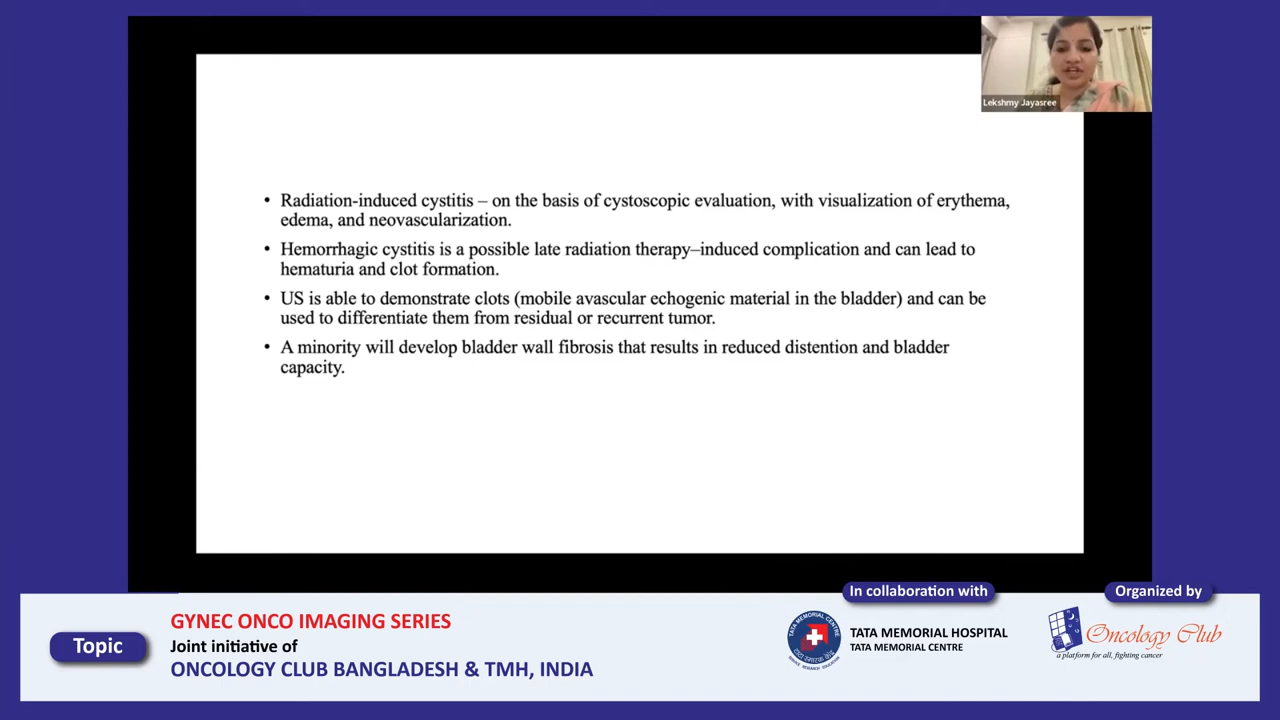 Lekshmy Jayasree
• Radiation-induced cystitis – on the basis of cystoscopic evaluation, with visualization of erythema,
edema, and neovascularization.
• Hemorrhagic cystitis is a possible late radiation therapy–induced complication and can lead to
hematuria and clot formation.
• US is able to demonstrate clots (mobile avascular echogenic material in the bladder) and can be
used to differentiate them from residual or recurrent tumor.
• A minority will develop bladder wall fibrosis that results in reduced distention and bladder
capacity.
Topic
GYNEC ONCO IMAGING SERIES
Joint initiative of
ONCOLOGY CLUB BANGLADESH & TMH, INDIA
In collaboration with
TATA MEMORIAL CENTRE
TATA MEMORIAL HOSPITAL
TATA MEMORIAL CENTRE
Organized by
Oncology Club
a platform for all, fighting cancer